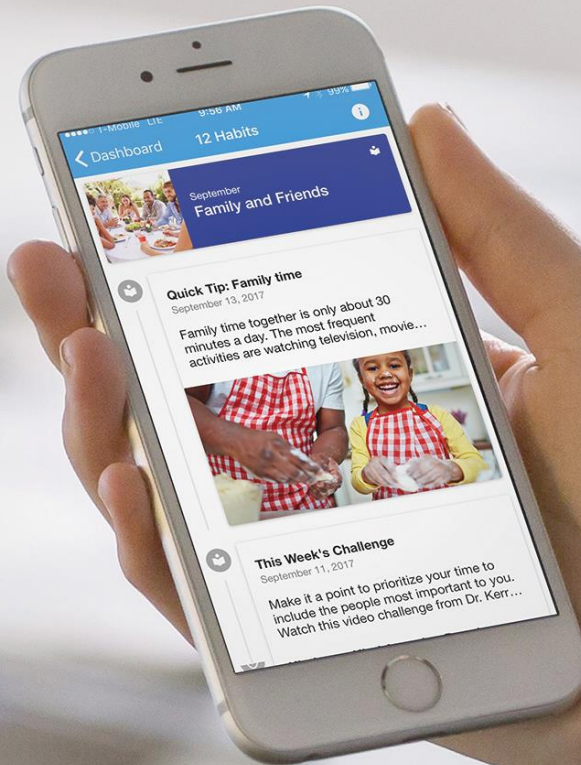 T-Mobile LTE 9:56 AM 99%
Dashboard 12 Habits
September
Family and Friends
Quick Tip: Family time
September 13, 2017
Family time together is only about 30
minutes a day. The most frequent
activities are watching television, movie…
This Week's Challenge
September 11, 2017
Make it a point to prioritize your time to
include the people most important to you.
Watch this video challenge from Dr. Kerr…